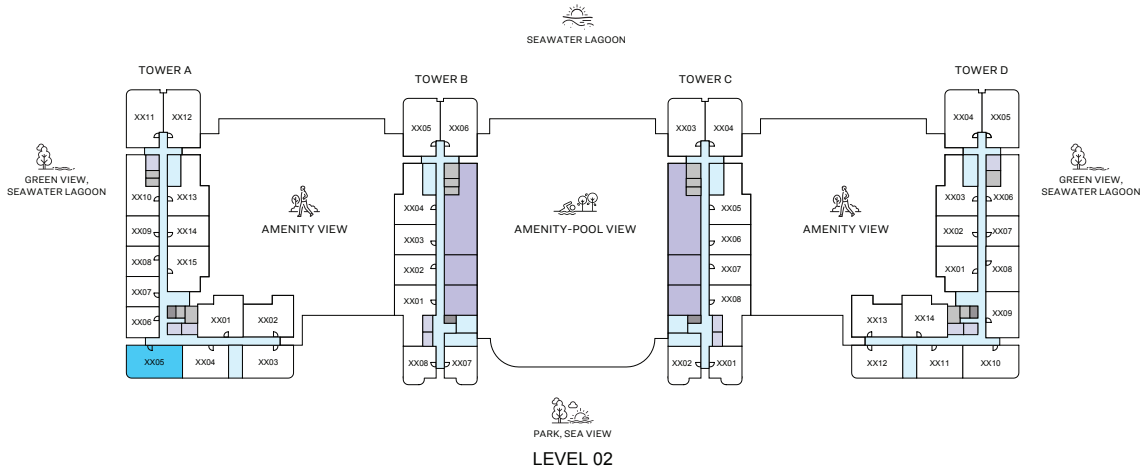 SEAWATER LAGOON
TOWER A
TOWER B
TOWER C
TOWER D
XX11
XX12
XX05
XX06
XX03
XX04
XX04
XX05
GREEN VIEW,
SEAWATER LAGOON
GREEN VIEW,
SEAWATER LAGOON
XX10
XX13
XX04
XX05
XX03
XX06
XX09
XX14
AMENITY VIEW
XX03
AMENITY-POOL VIEW
XX06
AMENITY VIEW
XX02
XX07
XX08
XX15
XX02
XX07
XX01
XX08
XX07
XX01
XX08
XX06
XX01
XX02
XX13
XX14
XX09
XX05
XX04
XX03
XX08
XX07
XX02
XX01
XX12
XX11
XX10
PARK, SEA VIEW
LEVEL 02